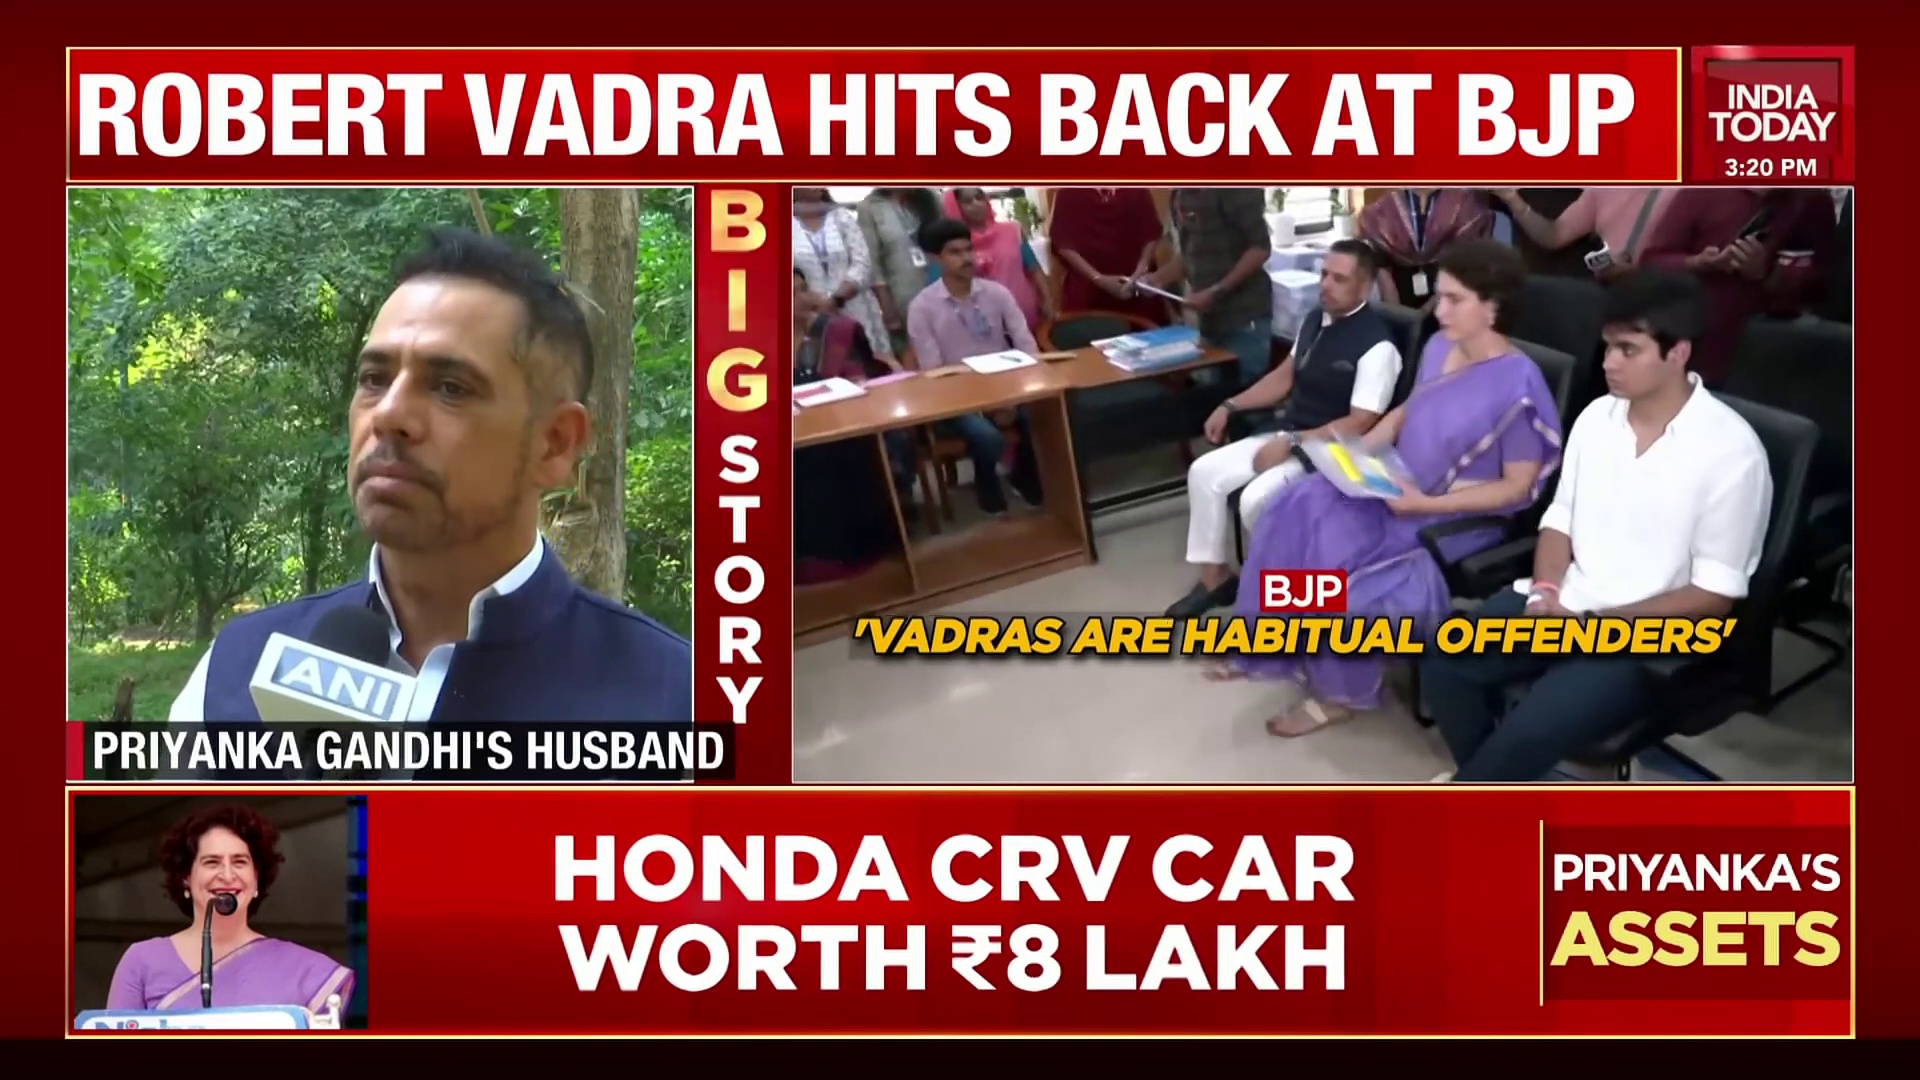 ROBERT VADRA HITS BACK AT BJP
INDIA
TODAY
3:20 PM
BIG STORY
ANI
PRIYANKA GANDHI'S HUSBAND
BJP
'VADRAS ARE HABITUAL OFFENDERS'
HONDA CRV CAR
WORTH ₹8 LAKH
PRIYANKA'S
ASSETS